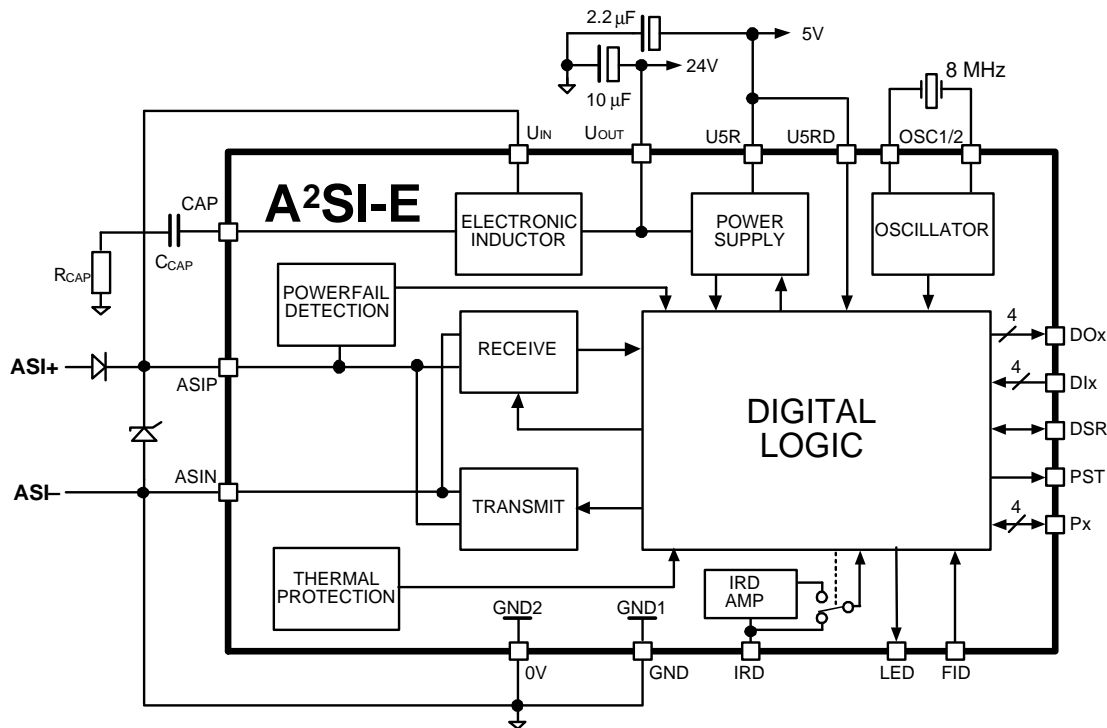 2.2 µF
5V
24V
10 µF
8 MHz
UIN
UOUT
U5R
U5RD
OSC1/2
A²SI-E
CAP
CCAP
RCAP
ELECTRONIC
INDUCTOR
POWER
SUPPLY
OSCILLATOR
POWERFAIL
DETECTION
RECEIVE
4
DOx
ASI+
ASIP
4
DIx
DIGITAL
LOGIC
DSR
ASI–
ASIN
TRANSMIT
PST
4
Px
THERMAL
PROTECTION
IRD
AMP
GND2
GND1
0V
GND
IRD
LED
FID